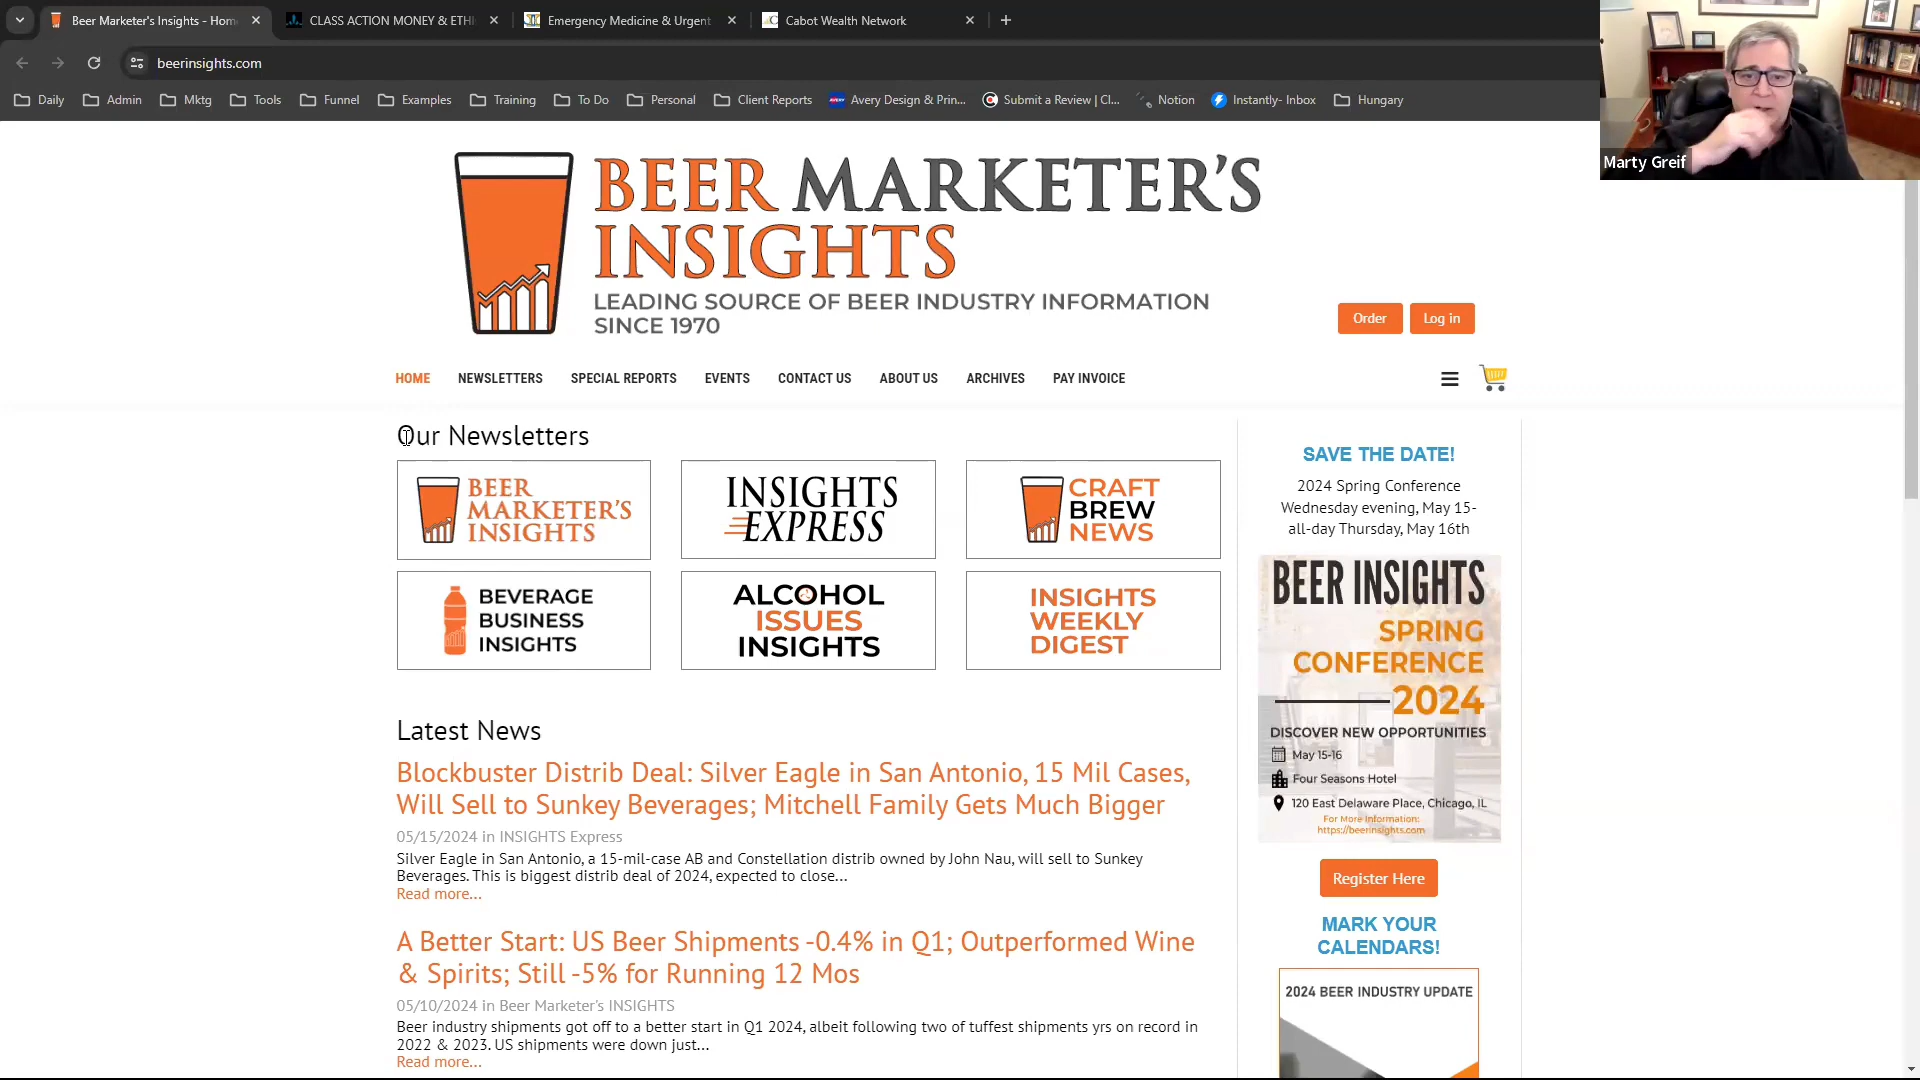 Beer Marketer's Insights - Hom
CLASS ACTION MONEY & ETHI
Emergency Medicine & Urgent
Cabot Wealth Network
beerinsights.com
Daily
Admin
Mktg
Tools
Funnel
Examples
Training
To Do
Personal
Client Reports
Avery Design & Prin...
Submit a Review | Cl...
Notion
Instantly- Inbox
Hungary
Marty Greif
BEER MARKETER'S
INSIGHTS
LEADING SOURCE OF BEER INDUSTRY INFORMATION
SINCE 1970
Order
Log in
HOME
NEWSLETTERS
SPECIAL REPORTS
EVENTS
CONTACT US
ABOUT US
ARCHIVES
PAY INVOICE
Our Newsletters
BEER
MARKETER'S
INSIGHTS
INSIGHTS
EXPRESS
CRAFT
BREW
NEWS
BEVERAGE
BUSINESS
INSIGHTS
ALCOHOL
ISSUES
INSIGHTS
INSIGHTS
WEEKLY
DIGEST
Latest News
Blockbuster Distrib Deal: Silver Eagle in San Antonio, 15 Mil Cases,
Will Sell to Sunkey Beverages; Mitchell Family Gets Much Bigger
05/15/2024 in INSIGHTS Express
Silver Eagle in San Antonio, a 15-mil-case AB and Constellation distrib owned by John Nau, will sell to Sunkey
Beverages. This is biggest distrib deal of 2024, expected to close...
Read more...
A Better Start: US Beer Shipments -0.4% in Q1; Outperformed Wine
& Spirits; Still -5% for Running 12 Mos
05/10/2024 in Beer Marketer's INSIGHTS
Beer industry shipments got off to a better start in Q1 2024, albeit following two of tuffest shipments yrs on record in
2022 & 2023. US shipments were down just...
Read more...
SAVE THE DATE!
2024 Spring Conference
Wednesday evening, May 15-
all-day Thursday, May 16th
BEER INSIGHTS
SPRING
CONFERENCE
2024
DISCOVER NEW OPPORTUNITIES
May 15-16
Four Seasons Hotel
120 East Delaware Place, Chicago, IL
For More Information:
https://beerinsights.com
Register Here
MARK YOUR
CALENDARS!
2024 BEER INDUSTRY UPDATE